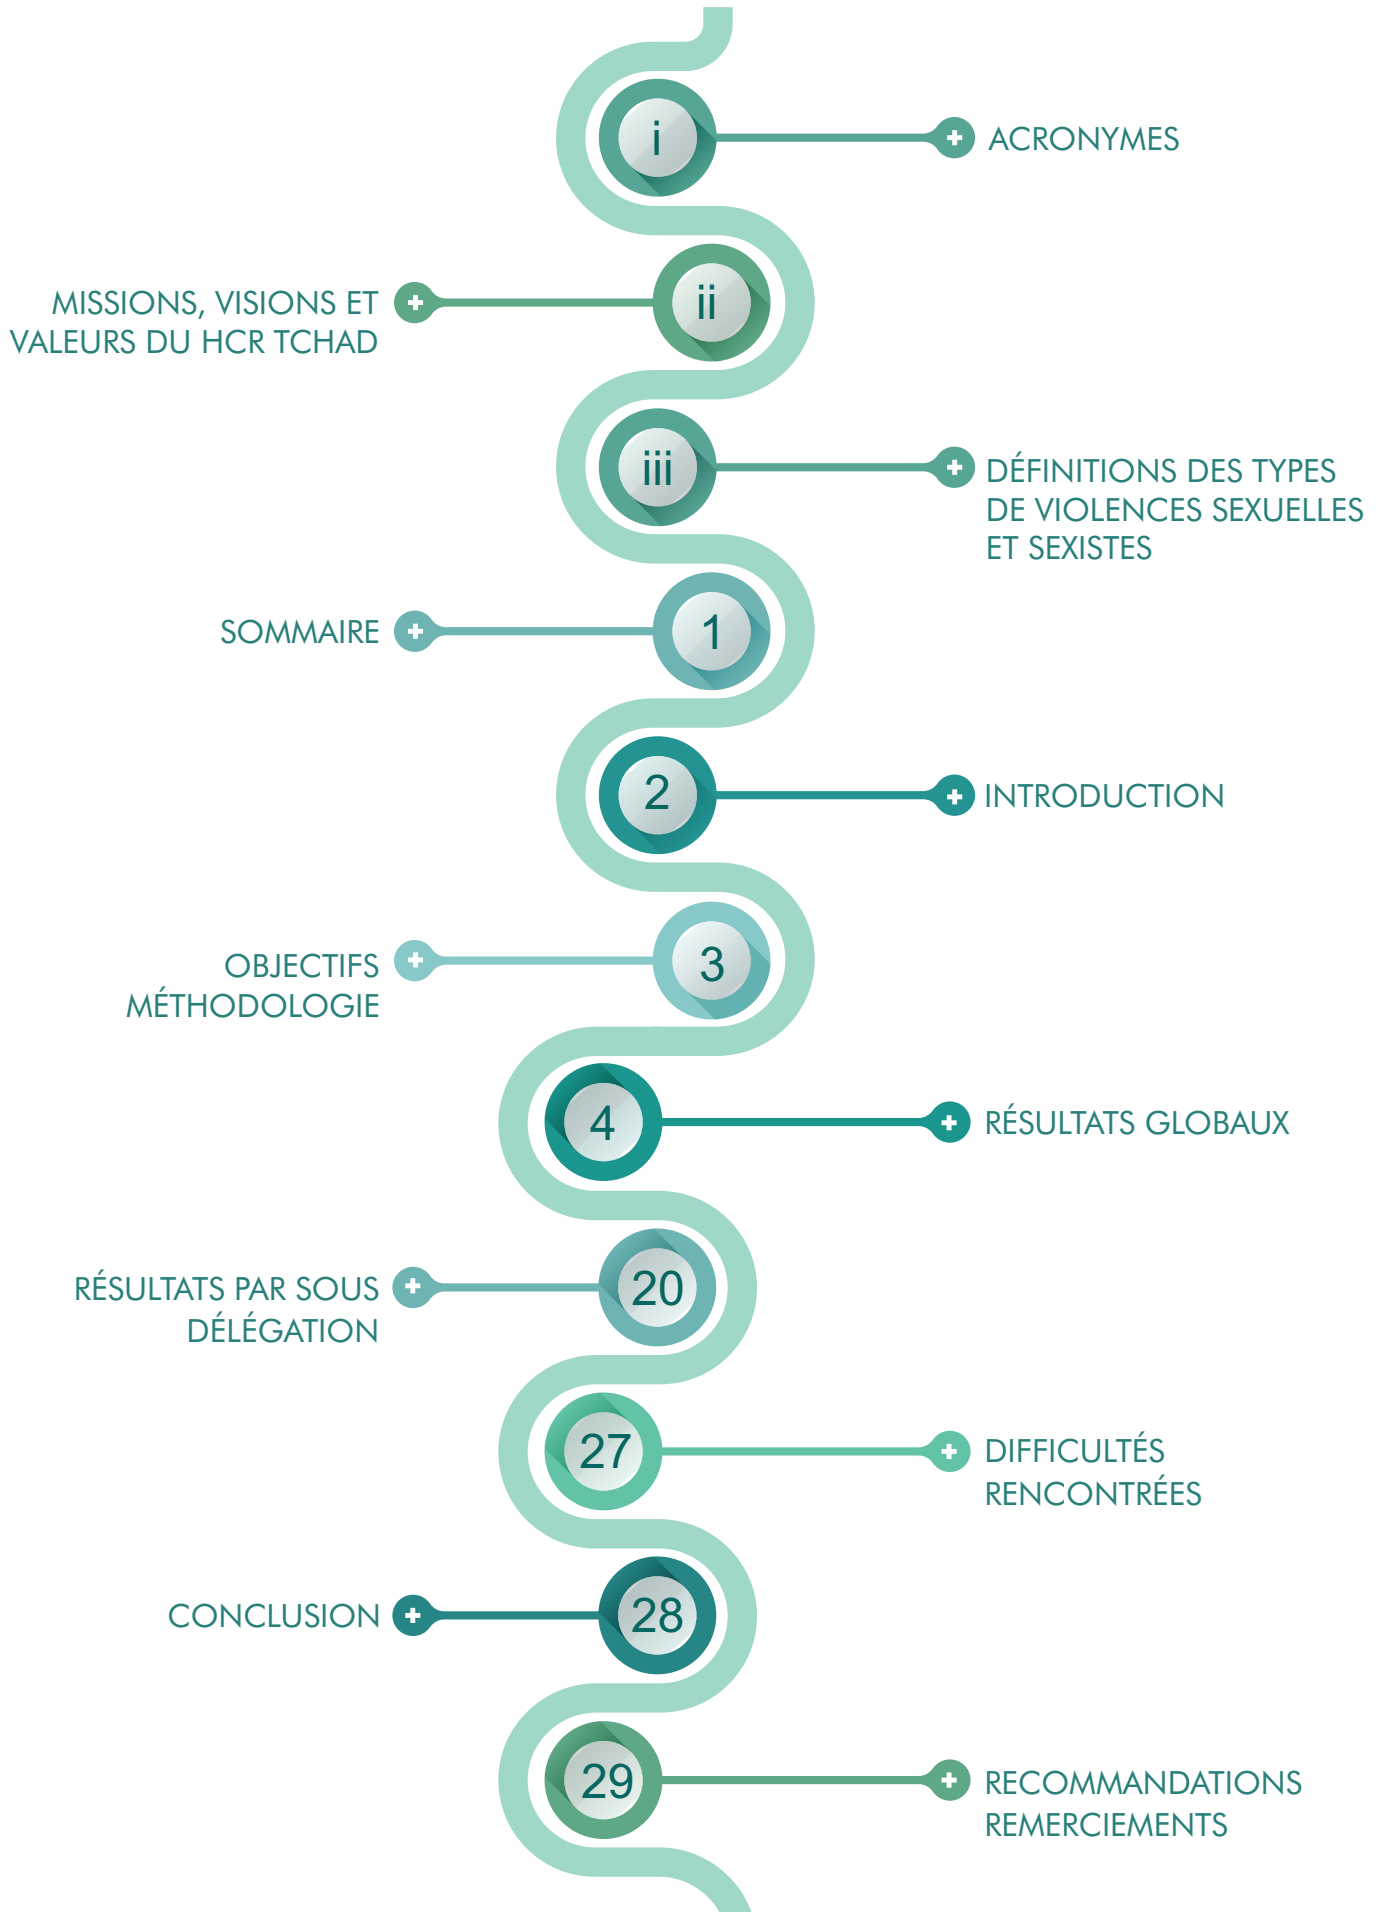 i
ACRONYMES
ii
MISSIONS, VISIONS ET
VALEURS DU HCR TCHAD
iii
DÉFINITIONS DES TYPES
DE VIOLENCES SEXUELLES
ET SEXISTES
1
SOMMAIRE
2
INTRODUCTION
3
OBJECTIFS
MÉTHODOLOGIE
4
RÉSULTATS GLOBAUX
20
RÉSULTATS PAR SOUS
DÉLÉGATION
27
DIFFICULTÉS
RENCONTRÉES
28
CONCLUSION
29
RECOMMANDATIONS
REMERCIEMENTS